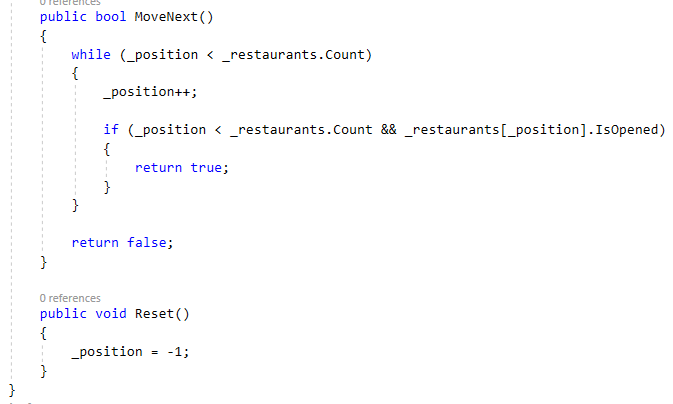 0 references
public bool MoveNext()
{
    while (_position < _restaurants.Count)
    {
        _position++;

        if (_position < _restaurants.Count && _restaurants[_position].IsOpened)
        {
            return true;
        }
    }

    return false;
}

0 references
public void Reset()
{
    _position = -1;
}
}